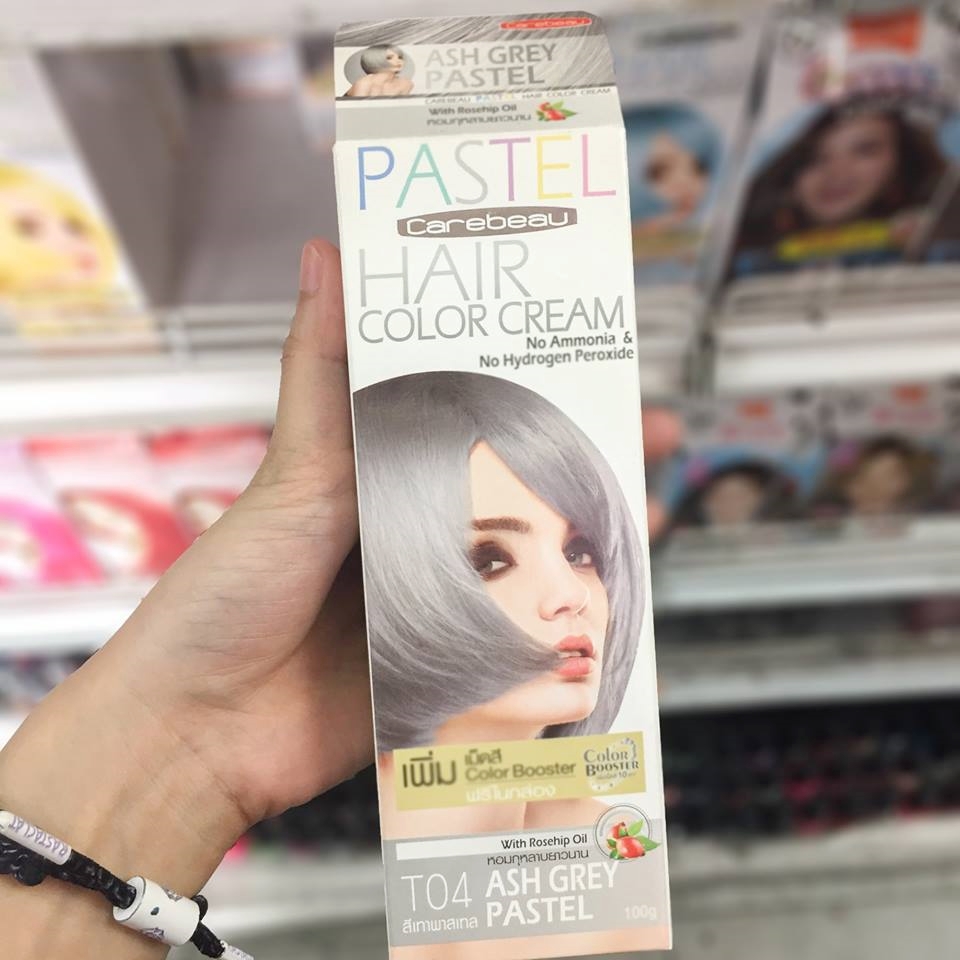 Carebeau
ASH GREY
PASTEL
CAREBEAU PASTEL HAIR COLOR CREAM
With Rosehip Oil
หอมกุหลาบยาวนาน
PASTEL
Carebeau
HAIR
COLOR CREAM
No Ammonia &
No Hydrogen Peroxide
เพิ่ม เม็ดสี
Color Booster
ฟรีในกล่อง
COLOR
BOOSTER
With Rosehip Oil
หอมกุหลาบยาวนาน
T04 ASH GREY
สีเทาพาสเทล PASTEL
100g